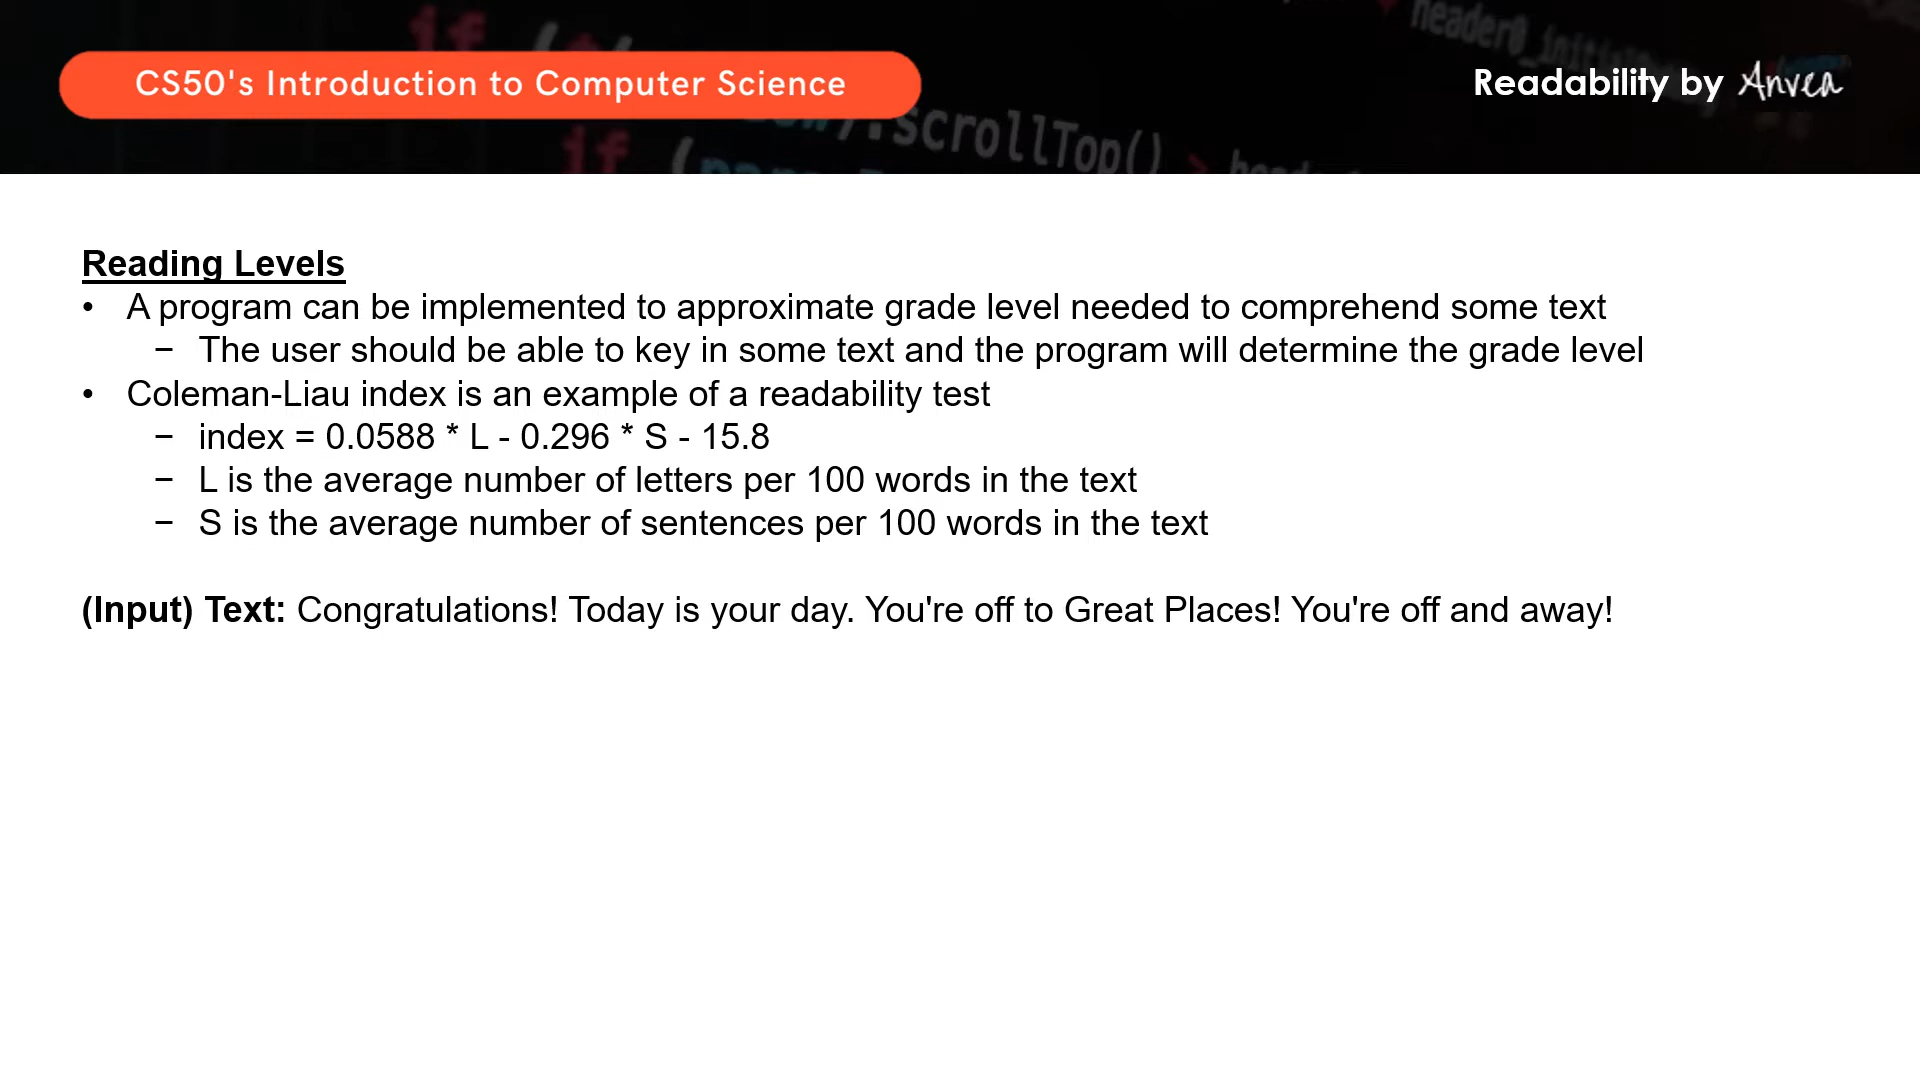 if (
CS50's Introduction to Computer Science
Readability by Anvea
if (
.scrollTop() >
Reading Levels
• A program can be implemented to approximate grade level needed to comprehend some text
− The user should be able to key in some text and the program will determine the grade level
• Coleman-Liau index is an example of a readability test
− index = 0.0588 * L - 0.296 * S - 15.8
− L is the average number of letters per 100 words in the text
− S is the average number of sentences per 100 words in the text
(Input) Text: Congratulations! Today is your day. You're off to Great Places! You're off and away!